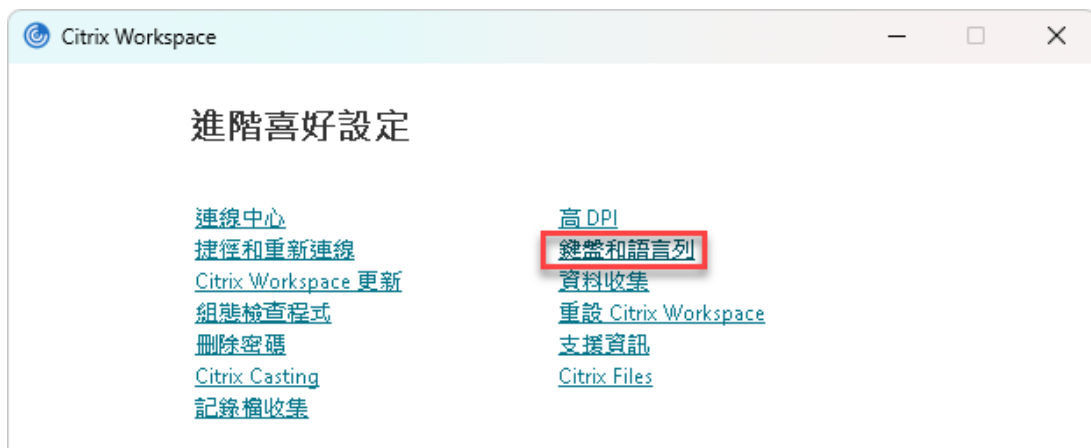 Citrix Workspace
進階喜好設定
連線中心
捷徑和重新連線
Citrix Workspace 更新
組態檢查程式
刪除密碼
Citrix Casting
記錄檔收集
高 DPI
鍵盤和語言列
資料收集
重設 Citrix Workspace
支援資訊
Citrix Files